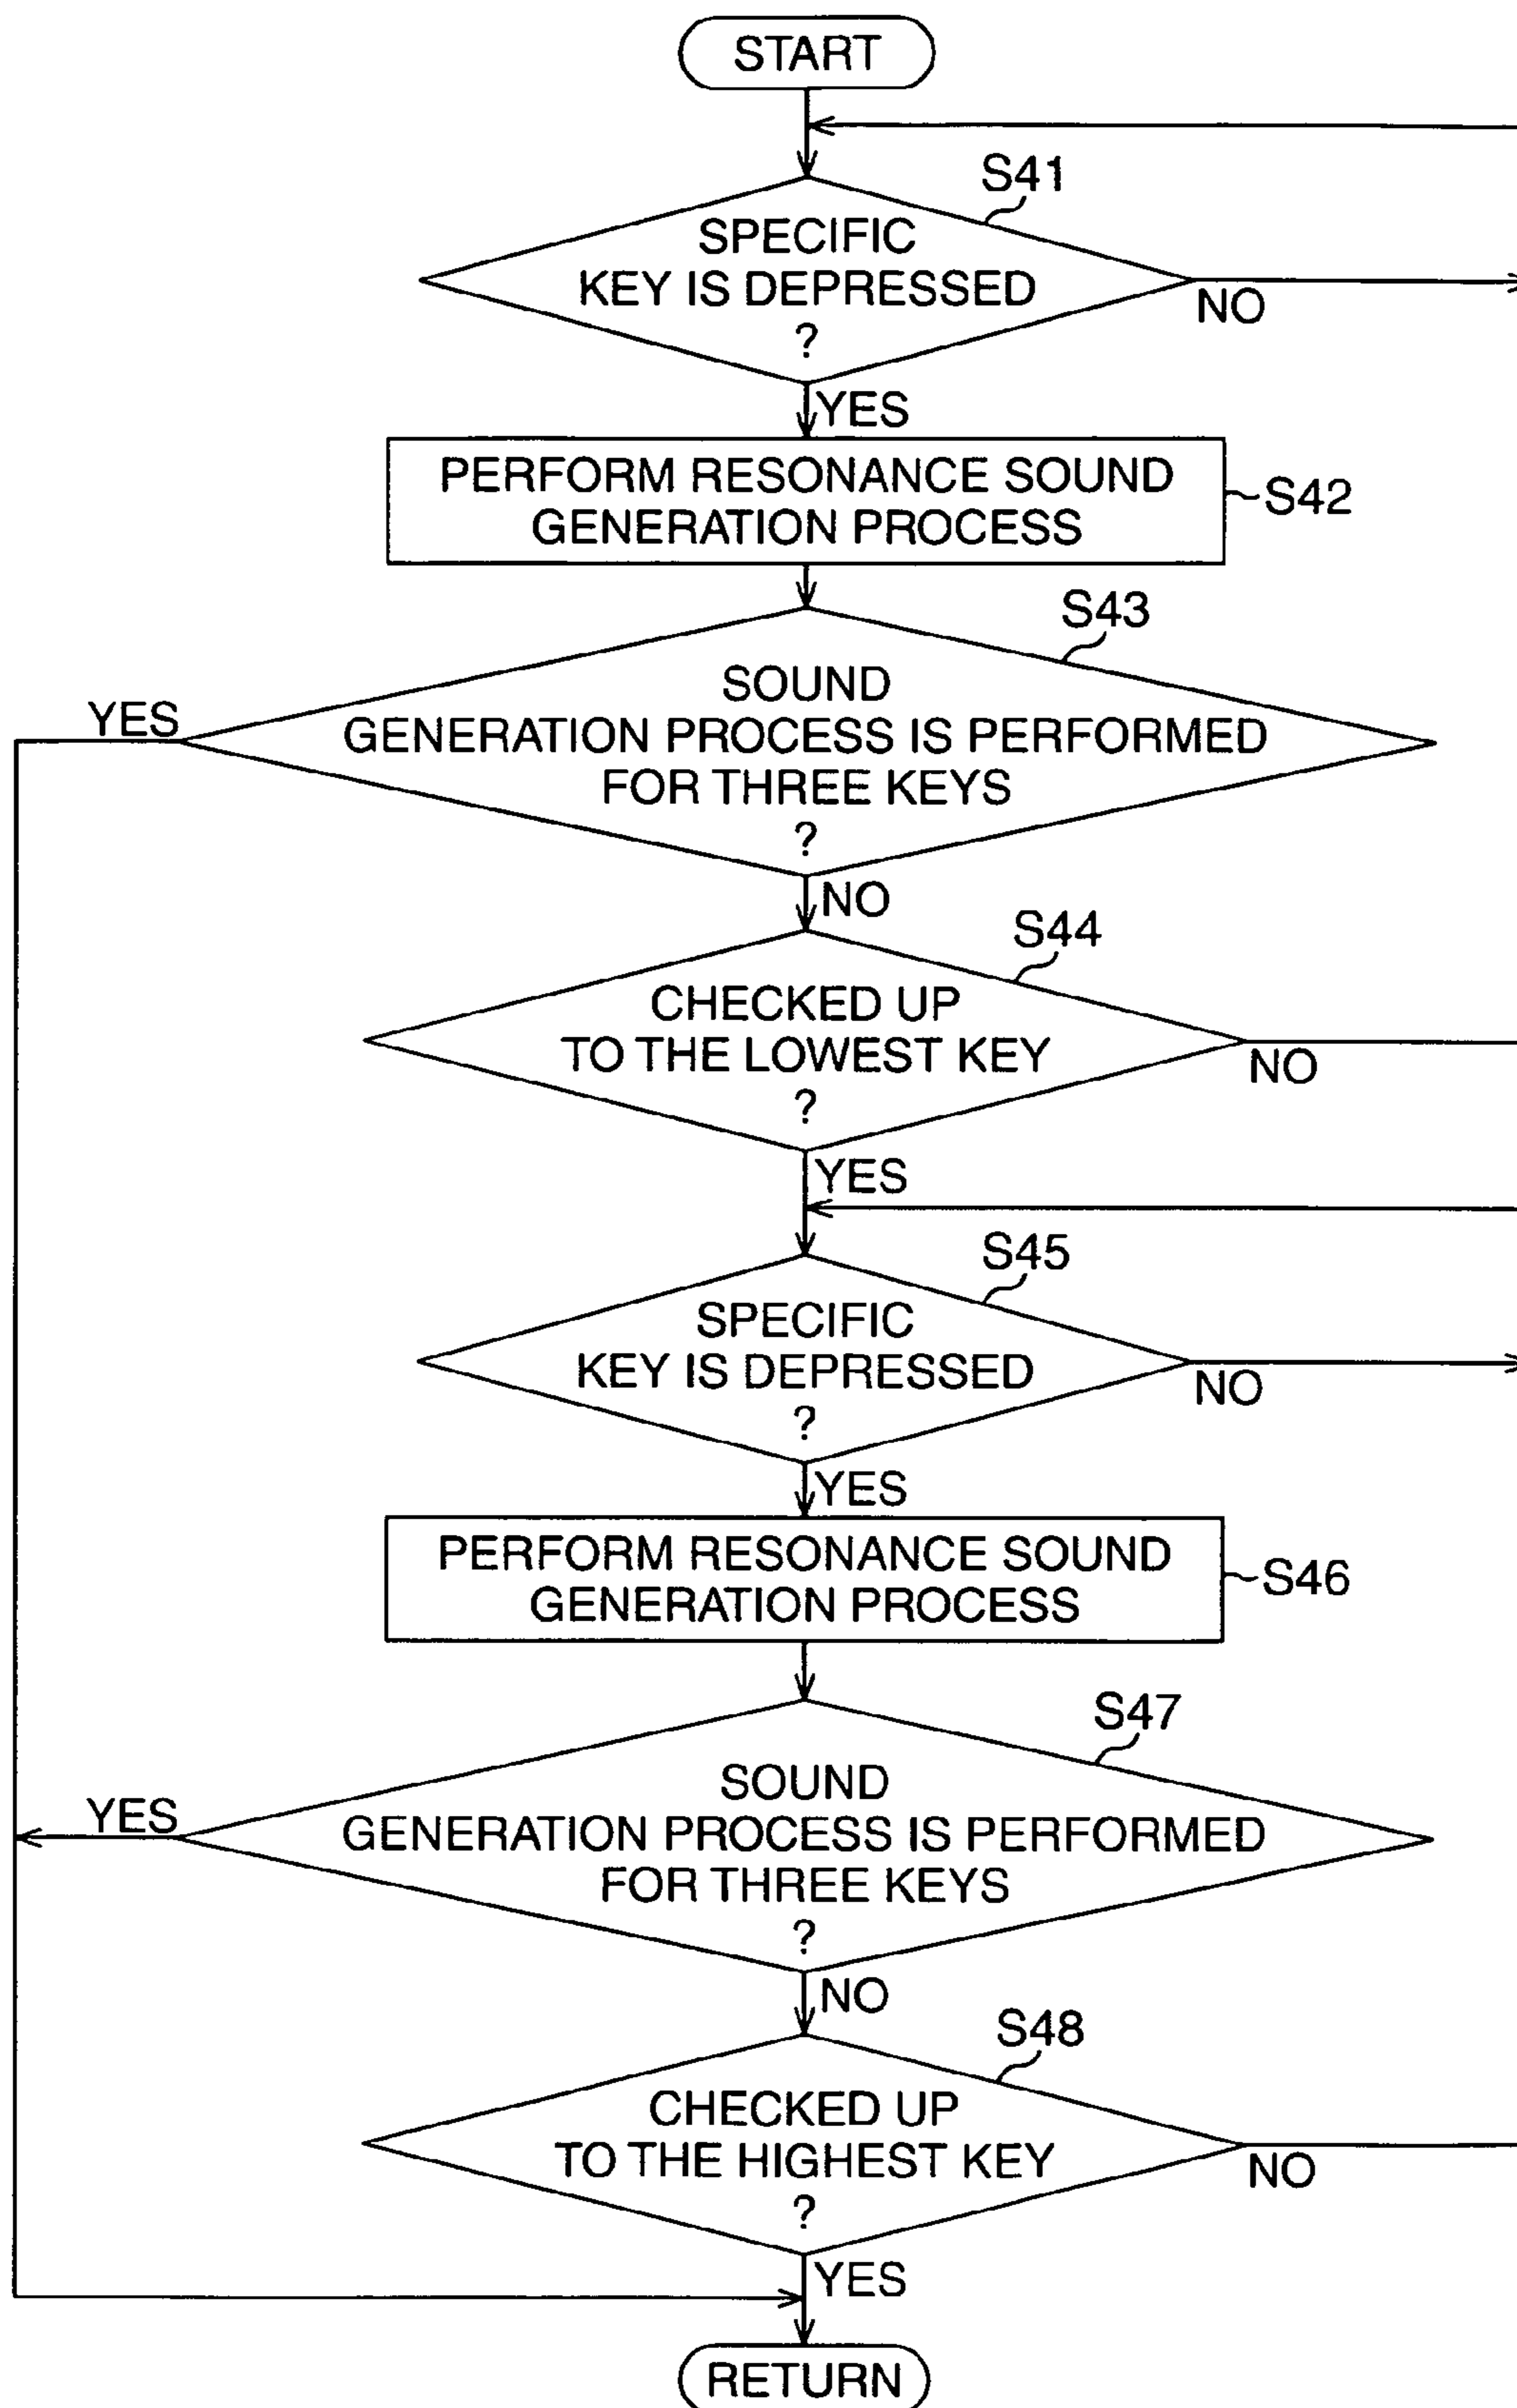 START
S41
SPECIFIC
KEY IS DEPRESSED
?
NO
YES
PERFORM RESONANCE SOUND
GENERATION PROCESS
S42
S43
SOUND
GENERATION PROCESS IS PERFORMED
FOR THREE KEYS
?
YES
NO
S44
CHECKED UP
TO THE LOWEST KEY
?
NO
YES
S45
SPECIFIC
KEY IS DEPRESSED
?
NO
YES
PERFORM RESONANCE SOUND
GENERATION PROCESS
S46
S47
SOUND
GENERATION PROCESS IS PERFORMED
FOR THREE KEYS
?
YES
NO
S48
CHECKED UP
TO THE HIGHEST KEY
?
NO
YES
RETURN